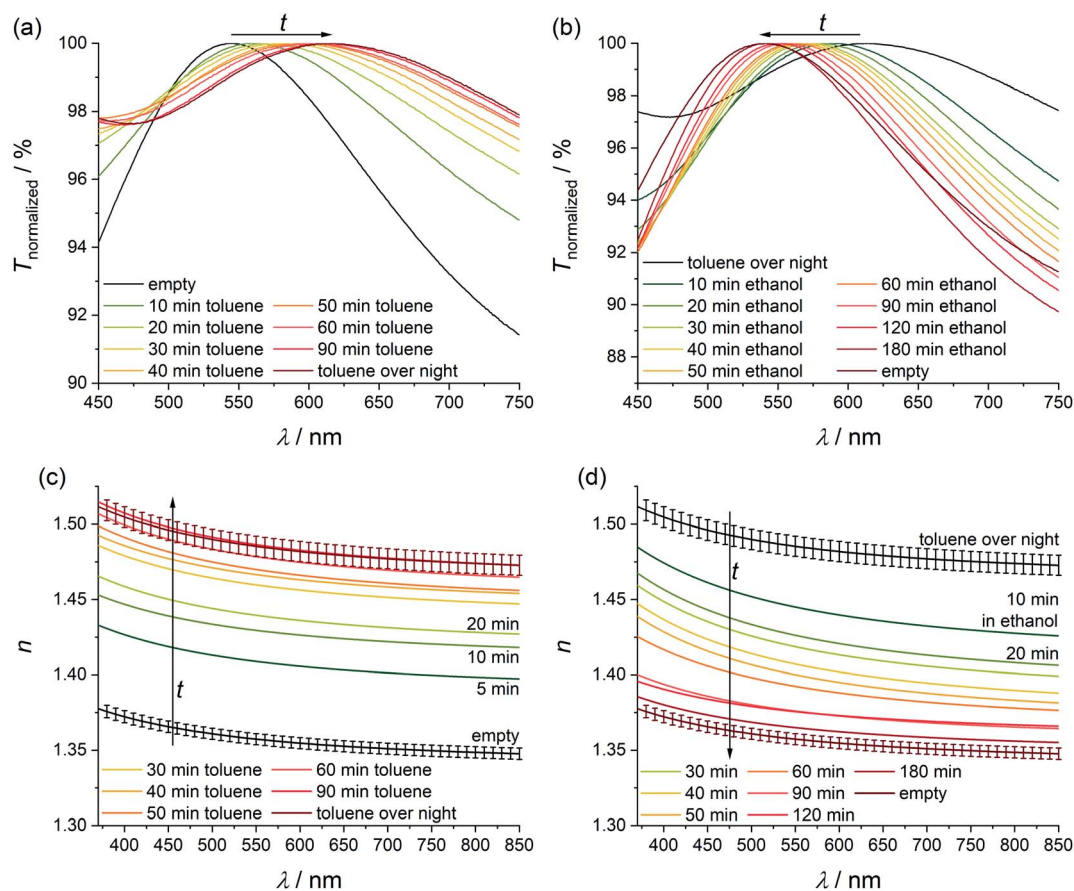 (a)
t
T normalized / %
100
98
96
94
92
90
empty
10 min toluene
20 min toluene
30 min toluene
40 min toluene
50 min toluene
60 min toluene
90 min toluene
toluene over night
450 500 550 600 650 700 750
λ / nm
(b)
t
T normalized / %
100
98
96
94
92
90
88
toluene over night
10 min ethanol
20 min ethanol
30 min ethanol
40 min ethanol
50 min ethanol
60 min ethanol
90 min ethanol
120 min ethanol
180 min ethanol
empty
450 500 550 600 650 700 750
λ / nm
(c)
n
1.50
1.45
1.40
1.35
1.30
t
20 min
10 min
5 min
empty
30 min toluene
40 min toluene
50 min toluene
60 min toluene
90 min toluene
toluene over night
400 450 500 550 600 650 700 750 800 850
λ / nm
(d)
n
1.50
1.45
1.40
1.35
1.30
t
toluene over night
10 min
in ethanol
20 min
30 min
40 min
50 min
60 min
90 min
120 min
180 min
empty
400 450 500 550 600 650 700 750 800 850
λ / nm